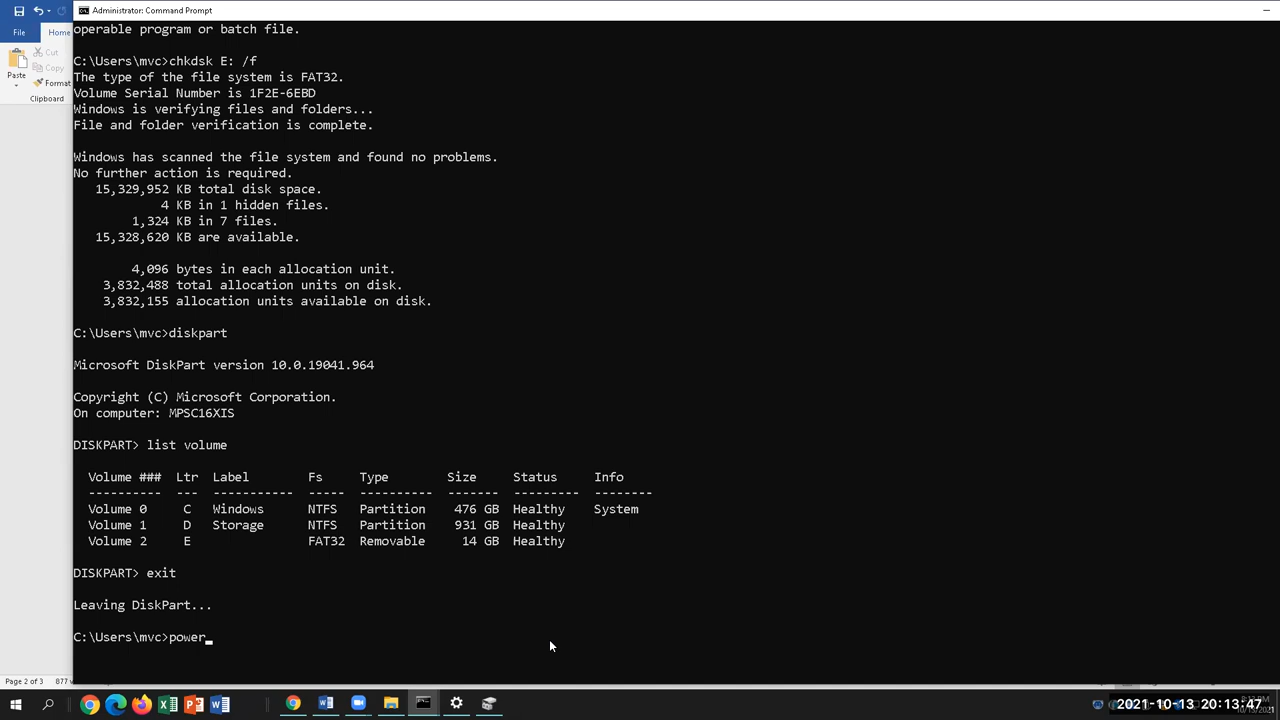 Administrator: Command Prompt
File
Home
Cut
Copy
Paste
Format
Clipboard
operable program or batch file.
C:\Users\mvc>chkdsk E: /f
The type of the file system is FAT32.
Volume Serial Number is 1F2E-6EBD
Windows is verifying files and folders...
File and folder verification is complete.
Windows has scanned the file system and found no problems.
No further action is required.
15,329,952 KB total disk space.
4 KB in 1 hidden files.
1,324 KB in 7 files.
15,328,620 KB are available.
4,096 bytes in each allocation unit.
3,832,488 total allocation units on disk.
3,832,155 allocation units available on disk.
C:\Users\mvc>diskpart
Microsoft DiskPart version 10.0.19041.964
Copyright (C) Microsoft Corporation.
On computer: MPSC16XIS
DISKPART> list volume
Volume ### Ltr Label Fs Type Size Status Info
---------- --- ----------- ----- ---------- ------- --------- --------
Volume 0 C Windows NTFS Partition 476 GB Healthy System
Volume 1 D Storage NTFS Partition 931 GB Healthy
Volume 2 E FAT32 Removable 14 GB Healthy
DISKPART> exit
Leaving DiskPart...
C:\Users\mvc>power_
Page 2 of 3 877
2021-10-13 20:13:47